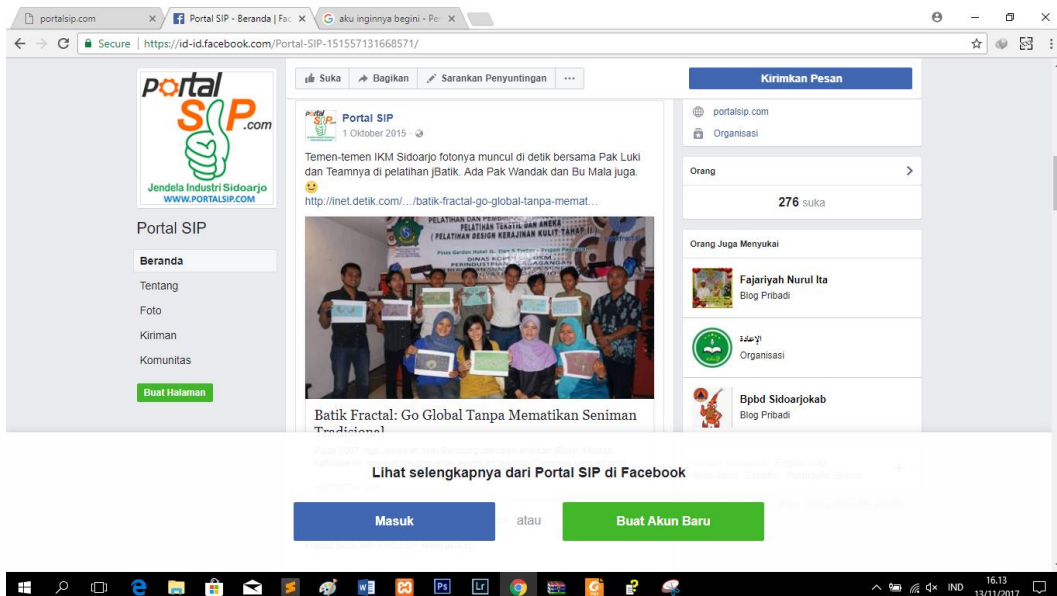 portalsip.com
Portal SIP - Beranda | Fac
aku inginnya begini - Pe
Secure | https://id-id.facebook.com/Portal-SIP-151557131668571/
portal
SIP.com
Jendela Industri Sidoarjo
WWW.PORTALSIP.COM
Portal SIP
Beranda
Tentang
Foto
Kiriman
Komunitas
Buat Halaman
Suka
Bagikan
Sarankan Penyuntingan
Portal SIP
1 Oktober 2015
Temen-temen IKM Sidoarjo fotonya muncul di detik bersama Pak Luki
dan Teamnya di pelatihan jBatik. Ada Pak Wandak dan Bu Mala juga.
http://inet.detik.com/…/batik-fractal-go-global-tanpa-memat…
PELATIHAN TEKSTIL DAN ANEKA
( PELATIHAN DESIGN KERAJINAN KULIT TAHAP II )
Batik Fractal: Go Global Tanpa Mematikan Seniman
Tradisional
Kirimkan Pesan
portalsip.com
Organisasi
Orang
276 suka
Orang Juga Menyukai
Fajariyah Nurul Ita
Blog Pribadi
الإعادة
Organisasi
Bpbd Sidoarjokab
Blog Pribadi
Lihat selengkapnya dari Portal SIP di Facebook
Masuk
atau
Buat Akun Baru
IND
16.13
13/11/2017